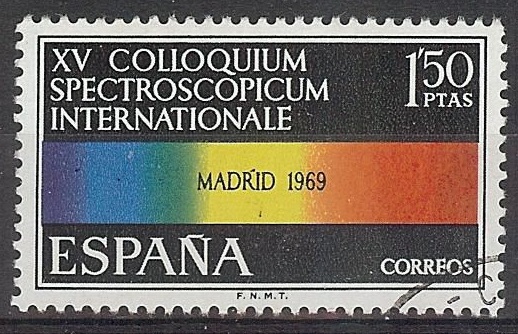 XV COLLOQUIUM
SPECTROSCOPICUM
INTERNATIONALE
1'50
PTAS
MADRID 1969
ESPAÑA
CORREOS
F. N. M. T.